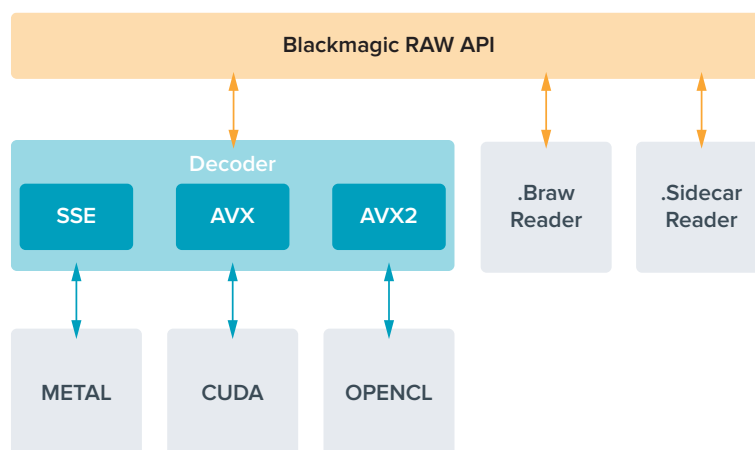 Blackmagic RAW API
Decoder
SSE
AVX
AVX2
.Braw
Reader
.Sidecar
Reader
METAL
CUDA
OPENCL